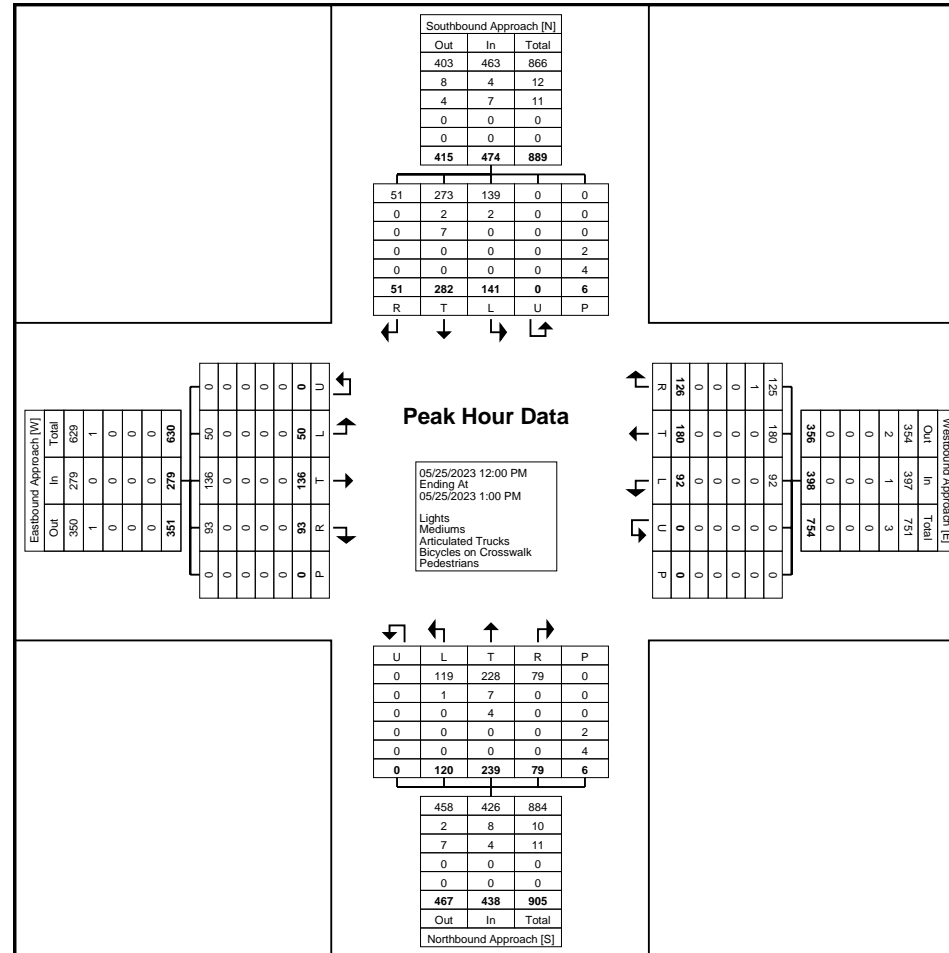 Southbound Approach [N]
Out In Total
403 463 866
8 4 12
4 7 11
0 0 0
0 0 0
415 474 889
51 273 139 0 0
0 2 2 0 0
0 7 0 0 0
0 0 0 0 2
0 0 0 0 4
51 282 141 0 6
R T L U P
Eastbound Approach [W]
Total In Out
629 279 350
1 0 1
0 0 0
0 0 0
0 0 0
630 279 351
0 50 136 93 0
0 0 0 0 0
0 0 0 0 0
0 0 0 0 0
0 0 0 0 0
0 50 136 93 0
U L T R P
Peak Hour Data
05/25/2023 12:00 PM
Ending At
05/25/2023 1:00 PM
Lights
Mediums
Articulated Trucks
Bicycles on Crosswalk
Pedestrians
R T L U P
126 180 92 0 0
0 0 0 0 0
0 0 0 0 0
0 0 0 0 0
1 0 0 0 0
125 180 92 0 0
Westbound Approach [E]
Out In Total
354 397 751
2 1 3
0 0 0
0 0 0
0 0 0
356 398 754
U L T R P
0 119 228 79 0
0 1 7 0 0
0 0 4 0 0
0 0 0 0 2
0 0 0 0 4
0 120 239 79 6
458 426 884
2 8 10
7 4 11
0 0 0
0 0 0
467 438 905
Out In Total
Northbound Approach [S]